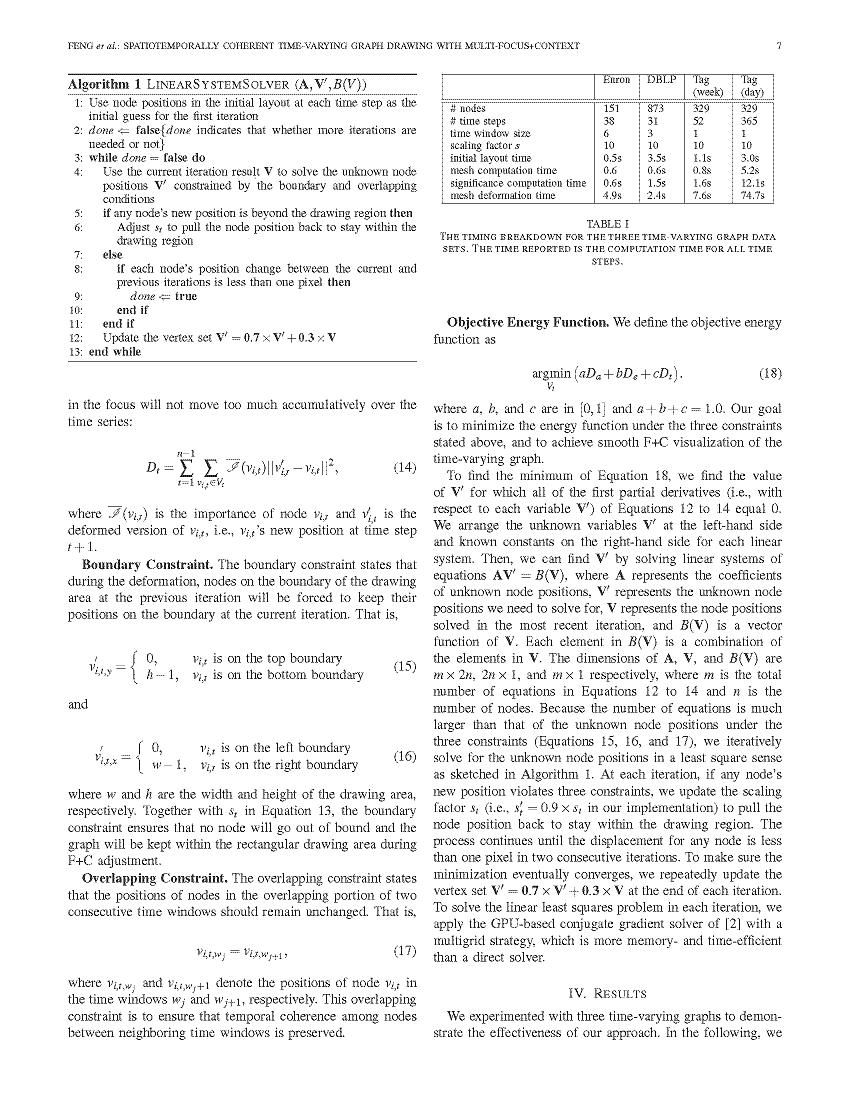 FENG et al.: SPATIOTEMPORALLY COHERENT TIME-VARYING GRAPH DRAWING WITH MULTI-FOCUS+CONTEXT 7
Algorithm 1 LINEARSYSTEMSOLVER (A,V′,B(V))
1: Use node positions in the initial layout at each time step as the
initial guess for the first iteration
2: done ⇐ false{done indicates that whether more iterations are
needed or not}
3: while done = false do
4: Use the current iteration result V to solve the unknown node
positions V′ constrained by the boundary and overlapping
conditions
5: if any node's new position is beyond the drawing region then
6: Adjust st to pull the node position back to stay within the
drawing region
7: else
8: if each node's position change between the current and
previous iterations is less than one pixel then
9: done ⇐ true
10: end if
11: end if
12: Update the vertex set V′ = 0.7 × V′ + 0.3 × V
13: end while
in the focus will not move too much accumulatively over the
time series:
Dt = ∑_{t=1}^{n−1} ∑_{vi,t∈Vt} ℐ̅(vi,t)||v′i,t − vi,t||², (14)
where ℐ̅(vi,t) is the importance of node vi,t and v′i,t is the
deformed version of vi,t, i.e., vi,t's new position at time step
t + 1.
Boundary Constraint. The boundary constraint states that
during the deformation, nodes on the boundary of the drawing
area at the previous iteration will be forced to keep their
positions on the boundary at the current iteration. That is,
v′i,t,y = { 0, vi,t is on the top boundary
h − 1, vi,t is on the bottom boundary (15)
and
v′i,t,x = { 0, vi,t is on the left boundary
w − 1, vi,t is on the right boundary (16)
where w and h are the width and height of the drawing area,
respectively. Together with st in Equation 13, the boundary
constraint ensures that no node will go out of bound and the
graph will be kept within the rectangular drawing area during
F+C adjustment.
Overlapping Constraint. The overlapping constraint states
that the positions of nodes in the overlapping portion of two
consecutive time windows should remain unchanged. That is,
vi,t,wj = vi,t,wj+1, (17)
where vi,t,wj and vi,t,wj+1 denote the positions of node vi,t in
the time windows wj and wj+1, respectively. This overlapping
constraint is to ensure that temporal coherence among nodes
between neighboring time windows is preserved.
Enron DBLP Tag Tag
(week) (day)
# nodes 151 873 329 329
# time steps 38 31 52 365
time window size 6 3 1 1
scaling factor s 10 10 10 10
initial layout time 0.5s 3.5s 1.1s 3.0s
mesh computation time 0.6 0.6s 0.8s 5.2s
significance computation time 0.6s 1.5s 1.6s 12.1s
mesh deformation time 4.9s 2.4s 7.6s 74.7s
TABLE I
THE TIMING BREAKDOWN FOR THE THREE TIME-VARYING GRAPH DATA
SETS. THE TIME REPORTED IS THE COMPUTATION TIME FOR ALL TIME
STEPS.
Objective Energy Function. We define the objective energy
function as
argmin_{Vt} (aDa + bDe + cDt). (18)
where a, b, and c are in [0,1] and a + b + c = 1.0. Our goal
is to minimize the energy function under the three constraints
stated above, and to achieve smooth F+C visualization of the
time-varying graph.
To find the minimum of Equation 18, we find the value
of V′ for which all of the first partial derivatives (i.e., with
respect to each variable V′) of Equations 12 to 14 equal 0.
We arrange the unknown variables V′ at the left-hand side
and known constants on the right-hand side for each linear
system. Then, we can find V′ by solving linear systems of
equations AV′ = B(V), where A represents the coefficients
of unknown node positions, V′ represents the unknown node
positions we need to solve for, V represents the node positions
solved in the most recent iteration, and B(V) is a vector
function of V. Each element in B(V) is a combination of
the elements in V. The dimensions of A, V, and B(V) are
m × 2n, 2n × 1, and m × 1 respectively, where m is the total
number of equations in Equations 12 to 14 and n is the
number of nodes. Because the number of equations is much
larger than that of the unknown node positions under the
three constraints (Equations 15, 16, and 17), we iteratively
solve for the unknown node positions in a least square sense
as sketched in Algorithm 1. At each iteration, if any node's
new position violates three constraints, we update the scaling
factor st (i.e., s′t = 0.9 × st in our implementation) to pull the
node position back to stay within the drawing region. The
process continues until the displacement for any node is less
than one pixel in two consecutive iterations. To make sure the
minimization eventually converges, we repeatedly update the
vertex set V′ = 0.7 × V′ + 0.3 × V at the end of each iteration.
To solve the linear least squares problem in each iteration, we
apply the GPU-based conjugate gradient solver of [2] with a
multigrid strategy, which is more memory- and time-efficient
than a direct solver.
IV. RESULTS
We experimented with three time-varying graphs to demon-
strate the effectiveness of our approach. In the following, we